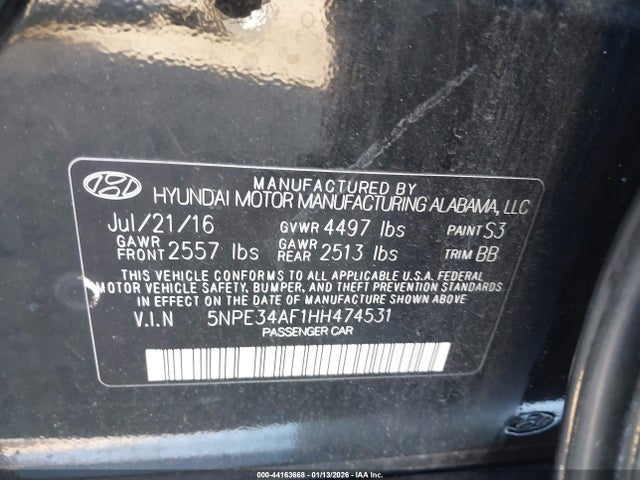 MANUFACTURED BY
HYUNDAI MOTOR MANUFACTURING ALABAMA, LLC
Jul/21/16 GVWR 4497 lbs PAINT S3
GAWR FRONT 2557 lbs GAWR REAR 2513 lbs TRIM BB
THIS VEHICLE CONFORMS TO ALL APPLICABLE U.S.A. FEDERAL
MOTOR VEHICLE SAFETY, BUMPER, AND THEFT PREVENTION STANDARDS
IN EFFECT ON THE DATE OF MANUFACTURE SHOWN ABOVE.
V.I.N 5NPE34AF1HH474531
PASSENGER CAR
000-44163668 - 01/13/2026 - IAAI.COM